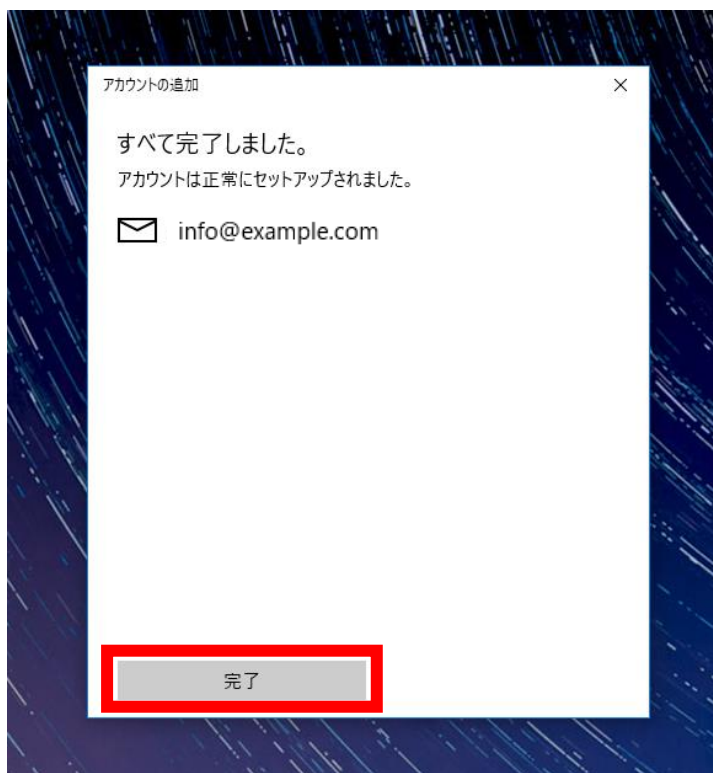 アカウントの追加
すべて完了しました。
アカウントは正常にセットアップされました。
info@example.com
完了